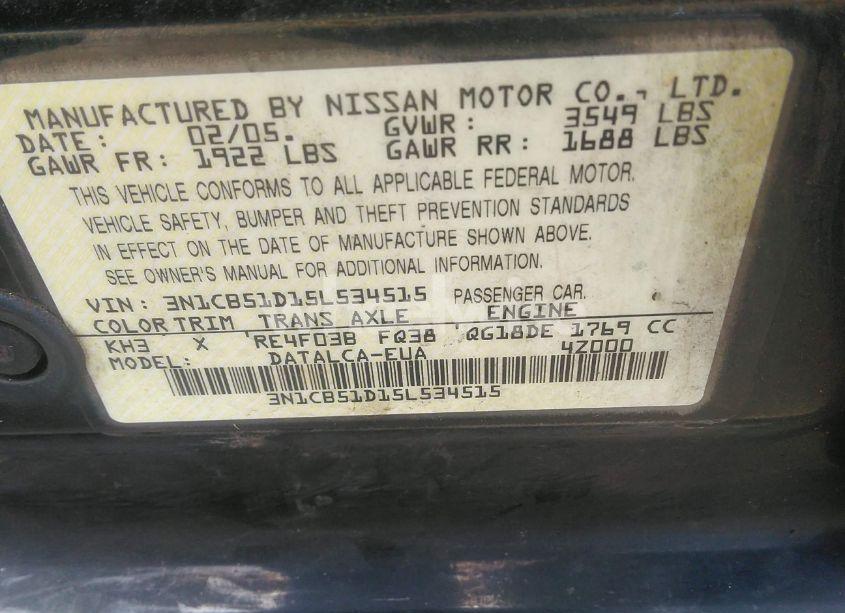 MANUFACTURED BY NISSAN MOTOR CO., LTD.
DATE: 02/05. GVWR: 3549 LBS
GAWR FR: 1922 LBS GAWR RR: 1688 LBS
THIS VEHICLE CONFORMS TO ALL APPLICABLE FEDERAL MOTOR.
VEHICLE SAFETY, BUMPER AND THEFT PREVENTION STANDARDS
IN EFFECT ON THE DATE OF MANUFACTURE SHOWN ABOVE.
SEE OWNER'S MANUAL FOR ADDITIONAL INFORMATION.
VIN: 3N1CB51D15L534515 PASSENGER CAR.
COLOR TRIM TRANS AXLE ENGINE
KH3 X RE4F03B FQ38 QG18DE 1769 CC
MODEL: DATALCA-EUA 4Z000
3N1CB51D15L534515